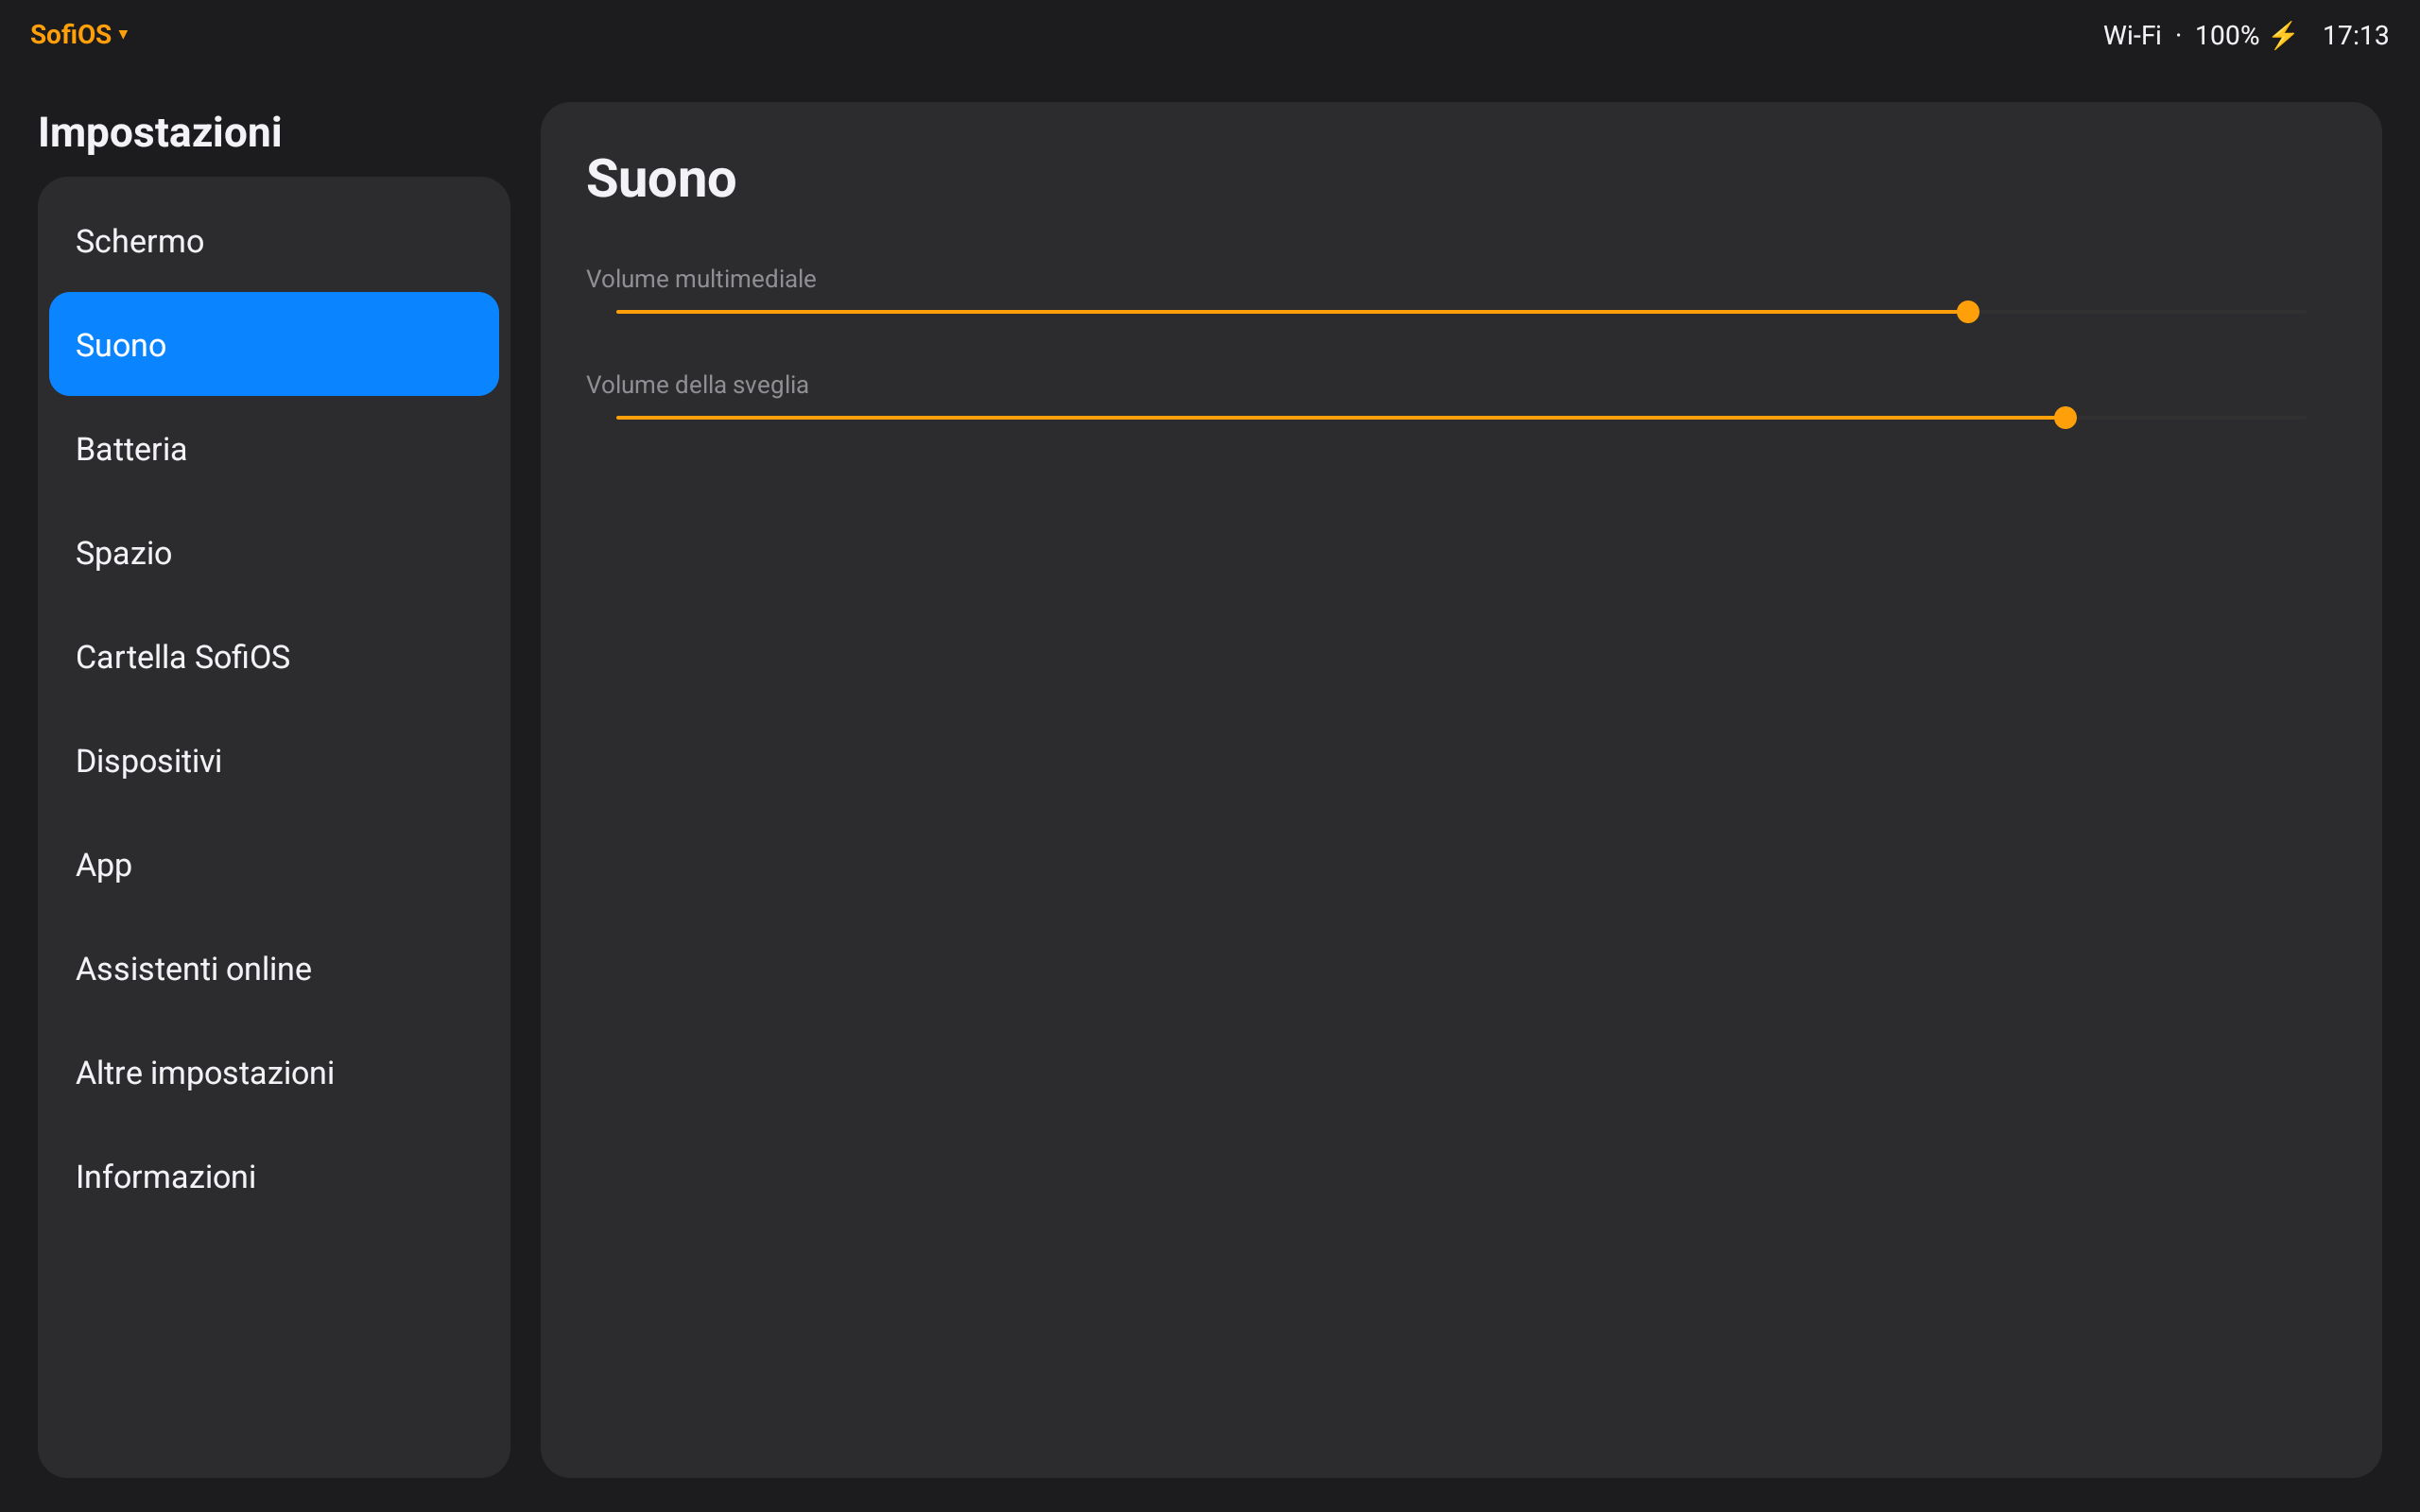 SofiOS ▾
Wi-Fi · 100% ⚡ 17:13
Impostazioni
Schermo
Suono
Batteria
Spazio
Cartella SofiOS
Dispositivi
App
Assistenti online
Altre impostazioni
Informazioni
Suono
Volume multimediale
Volume della sveglia